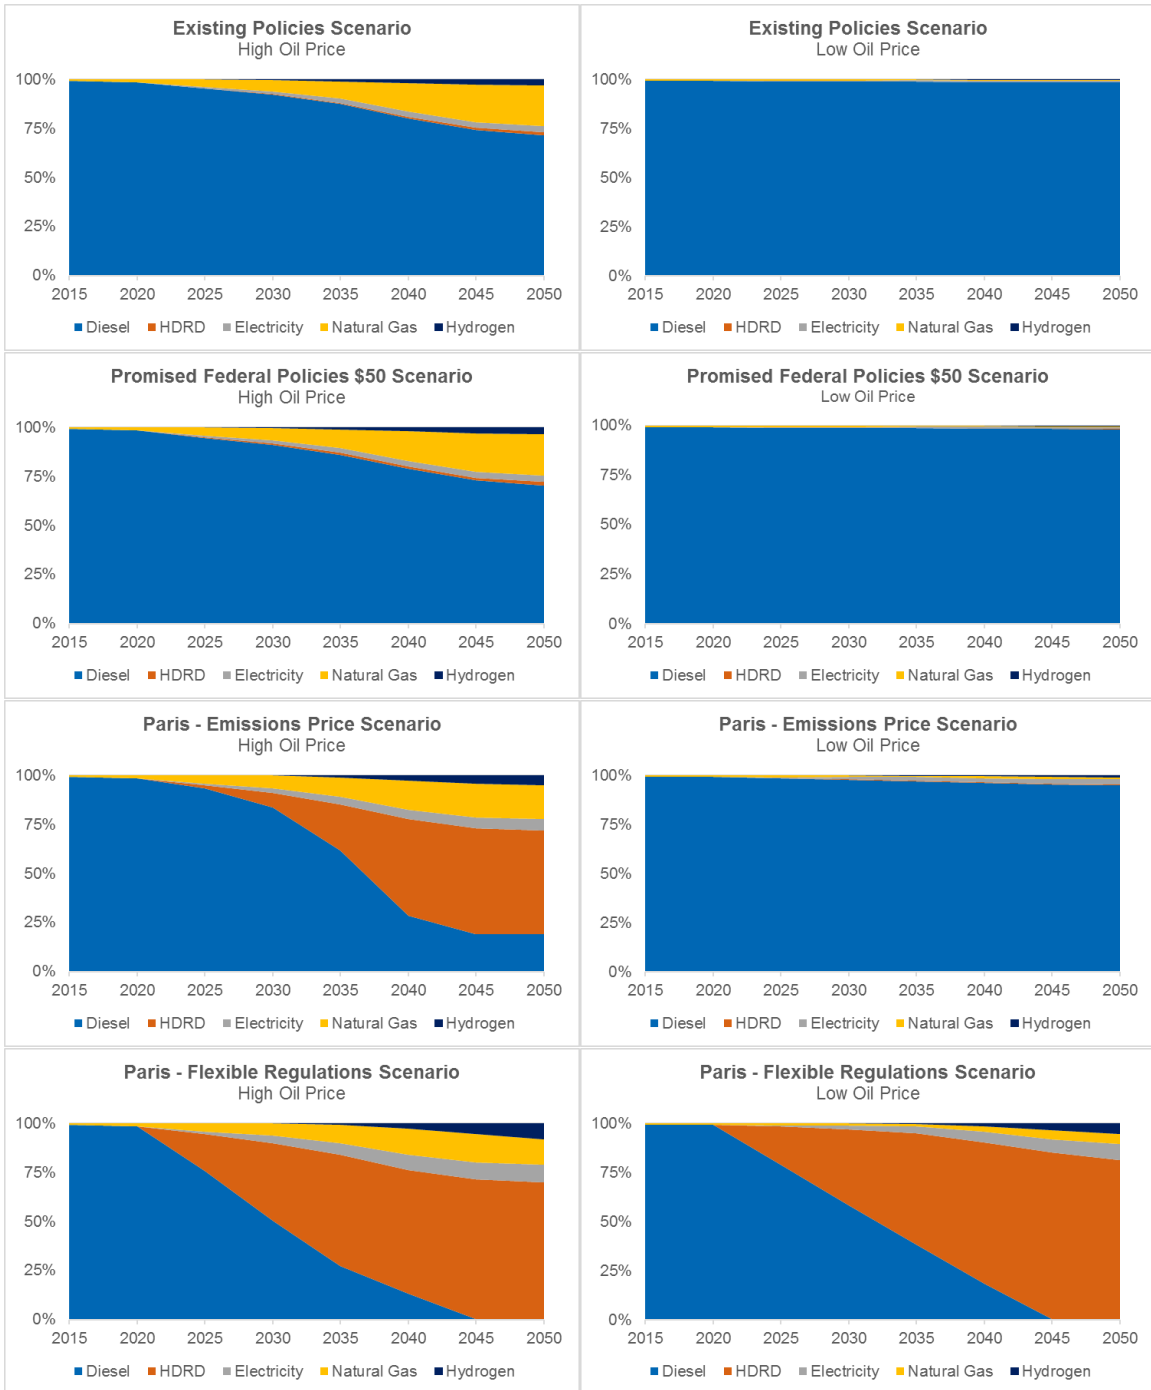 Existing Policies Scenario
High Oil Price
100%
75%
50%
25%
0%
2015 2020 2025 2030 2035 2040 2045 2050
Diesel HDRD Electricity Natural Gas Hydrogen
Existing Policies Scenario
Low Oil Price
100%
75%
50%
25%
0%
2015 2020 2025 2030 2035 2040 2045 2050
Diesel HDRD Electricity Natural Gas Hydrogen
Promised Federal Policies $50 Scenario
High Oil Price
100%
75%
50%
25%
0%
2015 2020 2025 2030 2035 2040 2045 2050
Diesel HDRD Electricity Natural Gas Hydrogen
Promised Federal Policies $50 Scenario
Low Oil Price
100%
75%
50%
25%
0%
2015 2020 2025 2030 2035 2040 2045 2050
Diesel HDRD Electricity Natural Gas Hydrogen
Paris - Emissions Price Scenario
High Oil Price
100%
75%
50%
25%
0%
2015 2020 2025 2030 2035 2040 2045 2050
Diesel HDRD Electricity Natural Gas Hydrogen
Paris - Emissions Price Scenario
Low Oil Price
100%
75%
50%
25%
0%
2015 2020 2025 2030 2035 2040 2045 2050
Diesel HDRD Electricity Natural Gas Hydrogen
Paris - Flexible Regulations Scenario
High Oil Price
100%
75%
50%
25%
0%
2015 2020 2025 2030 2035 2040 2045 2050
Diesel HDRD Electricity Natural Gas Hydrogen
Paris - Flexible Regulations Scenario
Low Oil Price
100%
75%
50%
25%
0%
2015 2020 2025 2030 2035 2040 2045 2050
Diesel HDRD Electricity Natural Gas Hydrogen